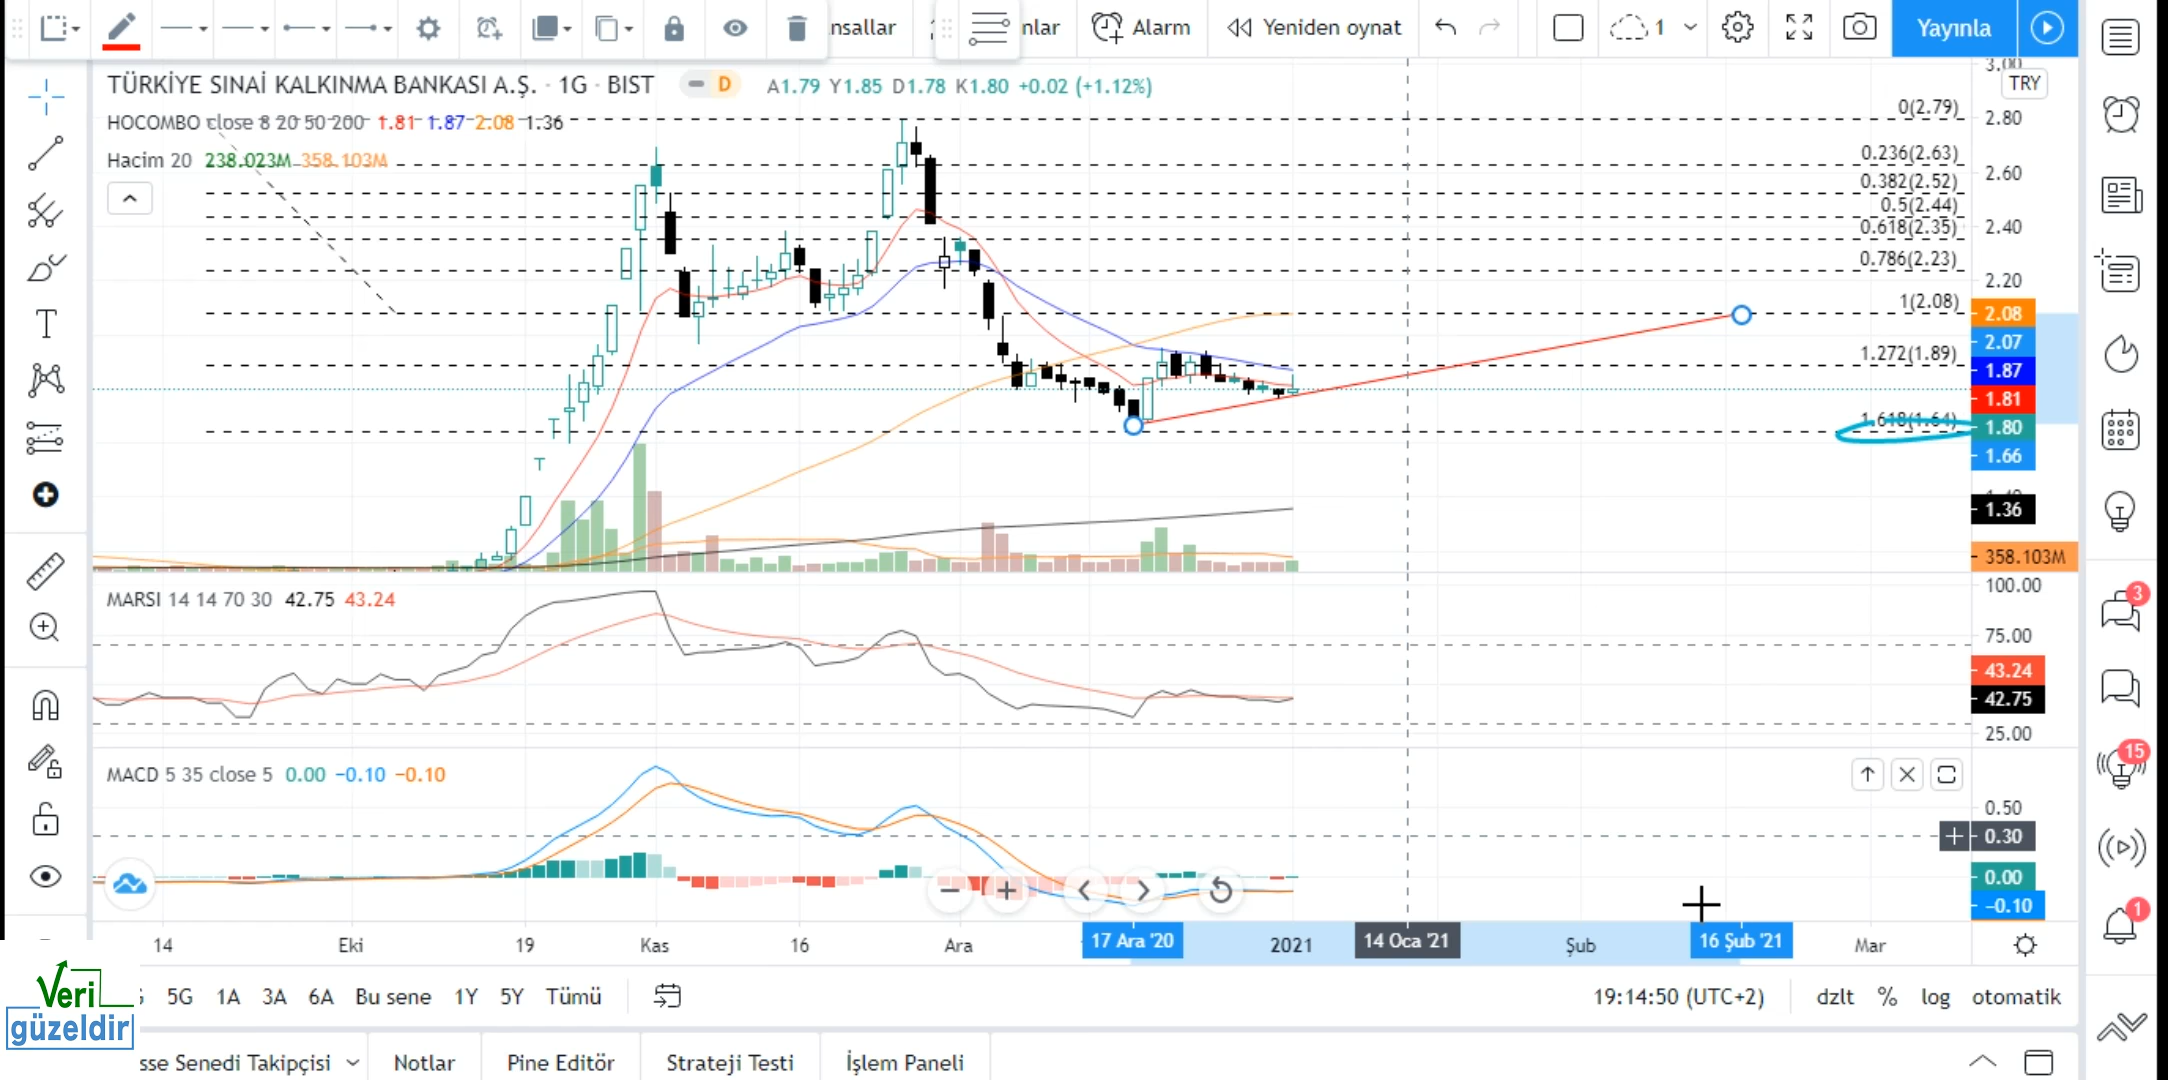 nsallar
nlar
Alarm
Yeniden oynat
1
Yayınla
TÜRKİYE SINAİ KALKINMA BANKASI A.Ş. · 1G · BIST
D
A1.79 Y1.85 D1.78 K1.80 +0.02 (+1.12%)
HOCOMBO close 8 20 50 200 1.81 1.87 2.08 1.36
Hacim 20 238.023M 358.103M
3.00
TRY
0(2.79)
2.80
0.236(2.63)
2.60
0.382(2.52)
0.5(2.44)
0.618(2.35)
2.40
0.786(2.23)
2.20
1(2.08)
2.08
2.07
1.272(1.89)
1.87
1.81
1.618(1.64)
1.80
1.66
1.36
358.103M
MARSI 14 14 70 30 42.75 43.24
100.00
75.00
43.24
42.75
25.00
MACD 5 35 close 5 0.00 −0.10 −0.10
0.50
0.30
0.00
−0.10
14 Eki 19 Kas 16 Ara 17 Ara '20 2021 14 Oca '21 Şub 16 Şub '21 Mar
3
15
1
Veri
güzeldir
5G 1A 3A 6A Bu sene 1Y 5Y Tümü
19:14:50 (UTC+2) dzlt % log otomatik
sse Senedi Takipçisi Notlar Pine Editör Strateji Testi İşlem Paneli